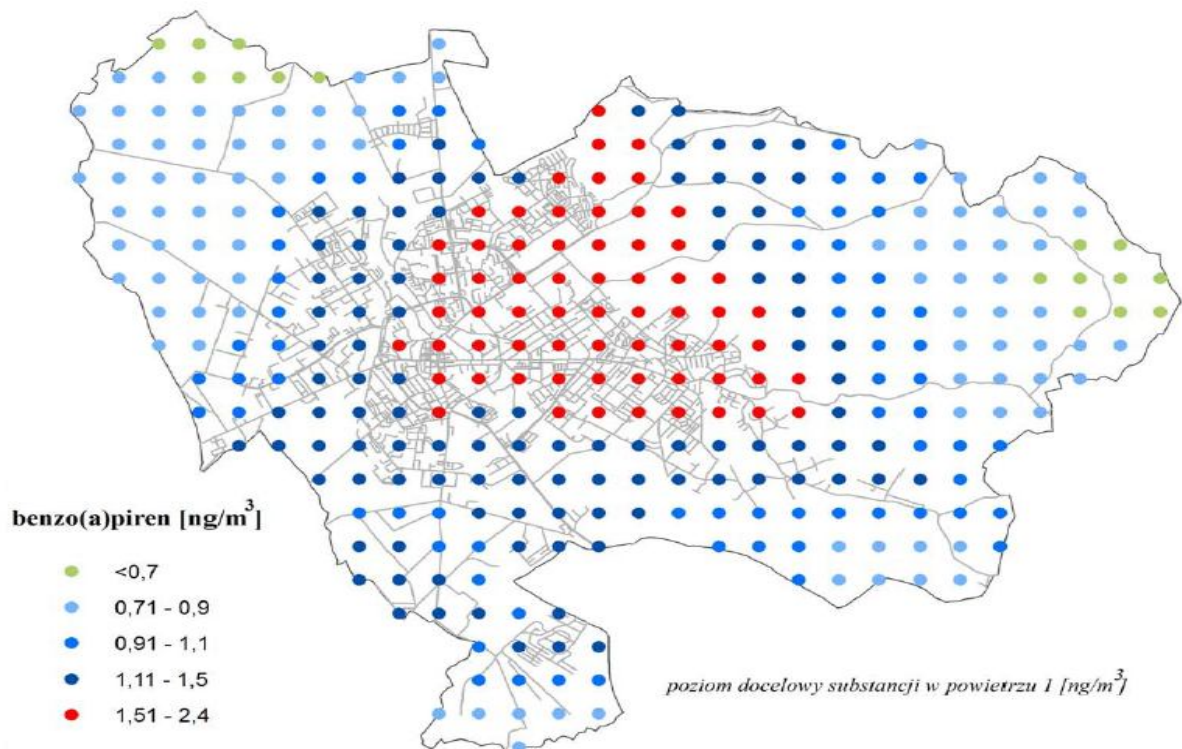 benzo(a)piren [ng/m³]
<0,7
0,71 - 0,9
0,91 - 1,1
1,11 - 1,5
1,51 - 2,4
poziom docelowy substancji w powietrzu 1 [ng/m³]